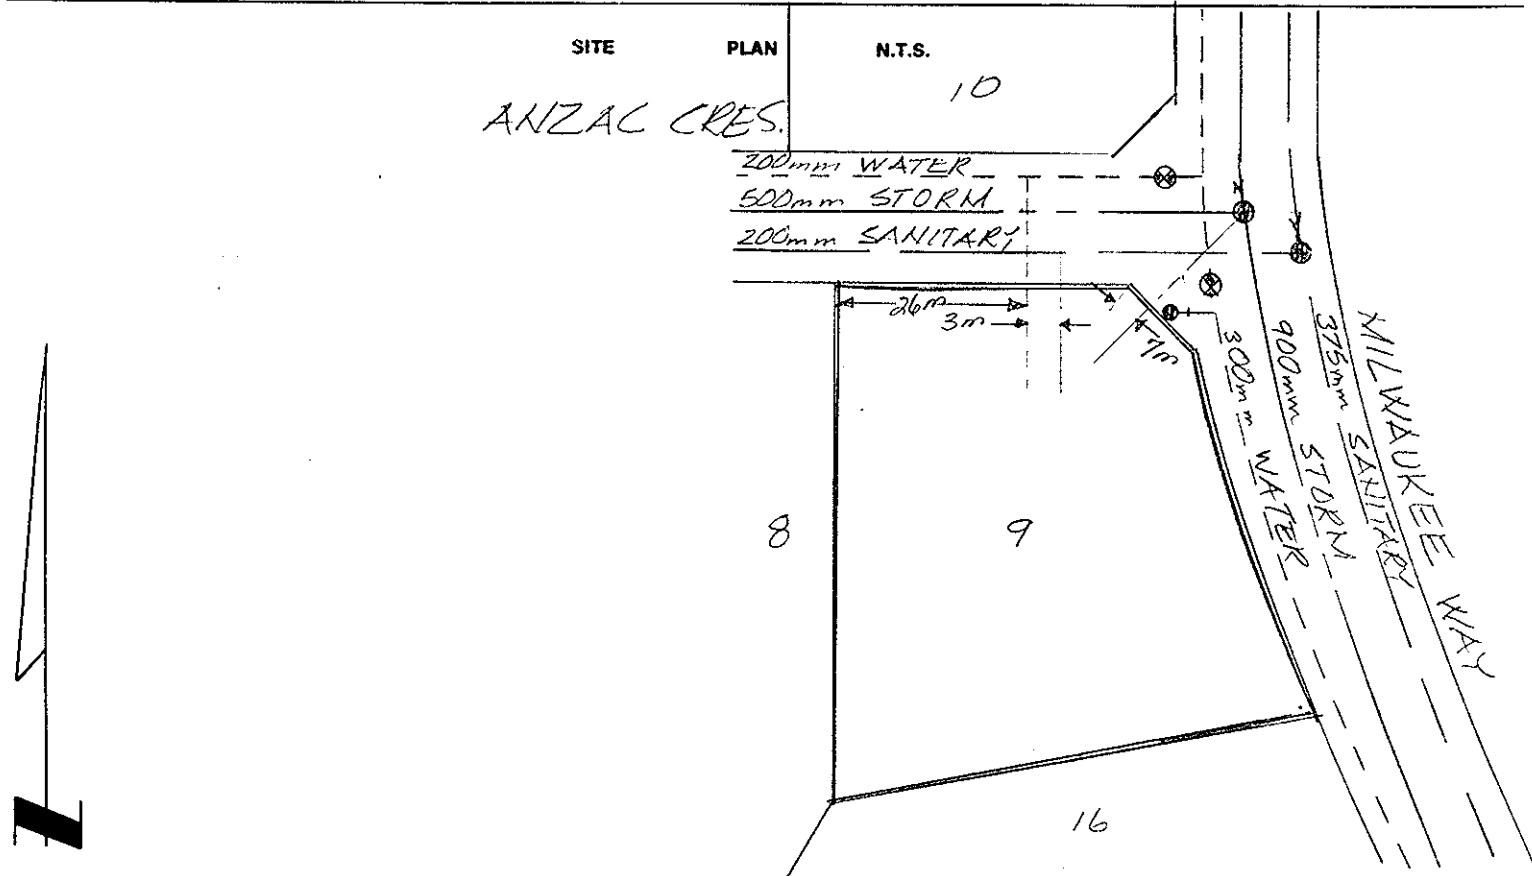 SITE PLAN N.T.S.
10
ANZAC CRES.
200mm WATER
500mm STORM
200mm SANITARY
26m
3m
7m
300mm WATER
900mm STORM
375mm SANITARY
MILWAUKEE WAY
8
9
16
N